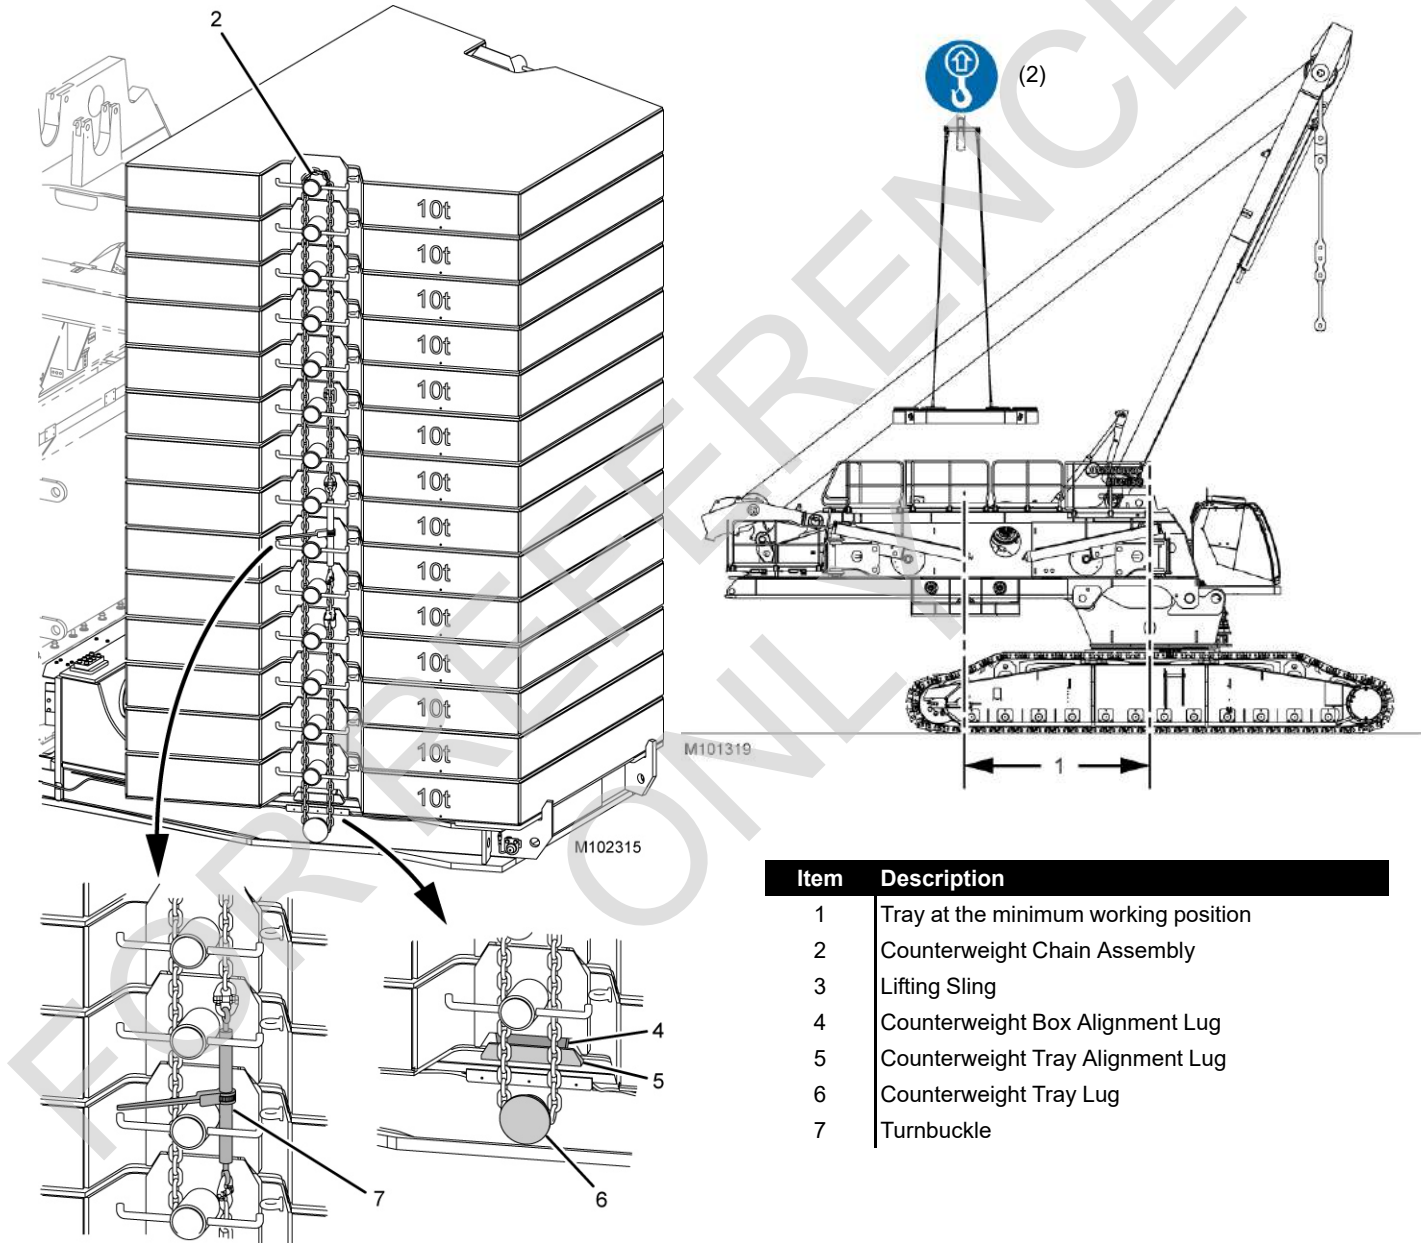 2
10t
10t
10t
10t
10t
10t
10t
10t
10t
10t
10t
10t
10t
10t
M102315
4
5
6
7
(2)
M101319
1
Item Description
1 Tray at the minimum working position
2 Counterweight Chain Assembly
3 Lifting Sling
4 Counterweight Box Alignment Lug
5 Counterweight Tray Alignment Lug
6 Counterweight Tray Lug
7 Turnbuckle
FOR REFERENCE
ONLY